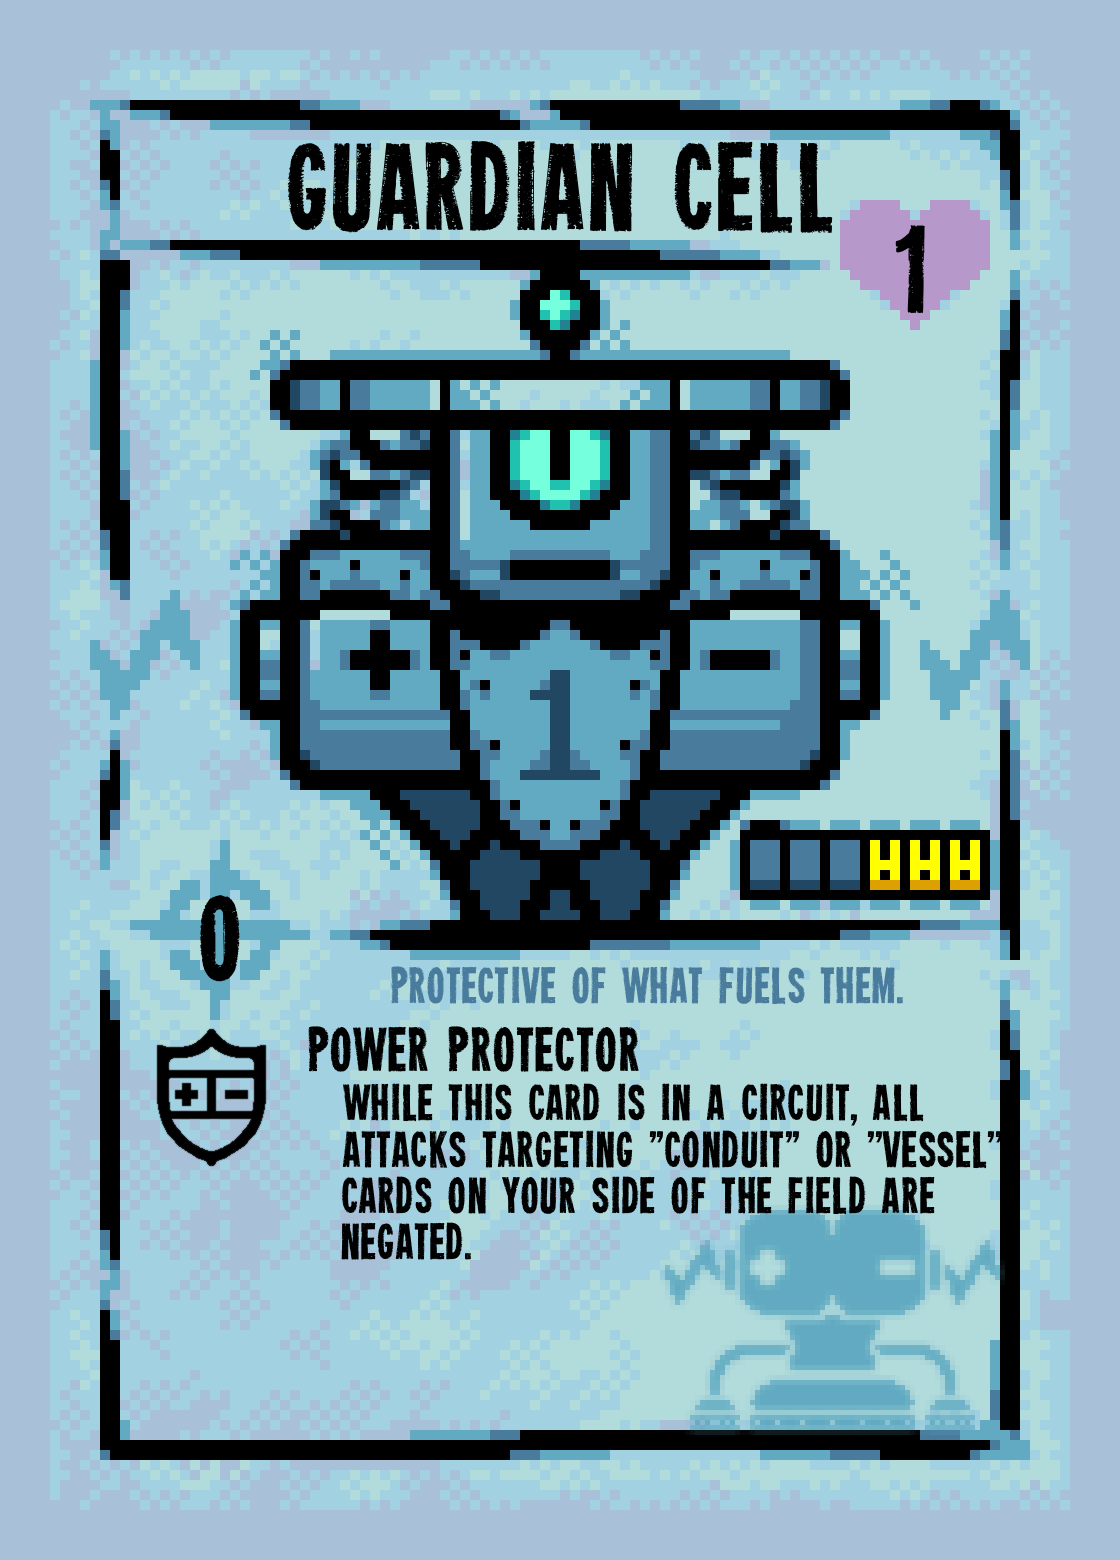 GUARDIAN CELL
1
+ -
1
0
PROTECTIVE OF WHAT FUELS THEM.
POWER PROTECTOR
WHILE THIS CARD IS IN A CIRCUIT, ALL
ATTACKS TARGETING "CONDUIT" OR "VESSEL"
CARDS ON YOUR SIDE OF THE FIELD ARE
NEGATED.